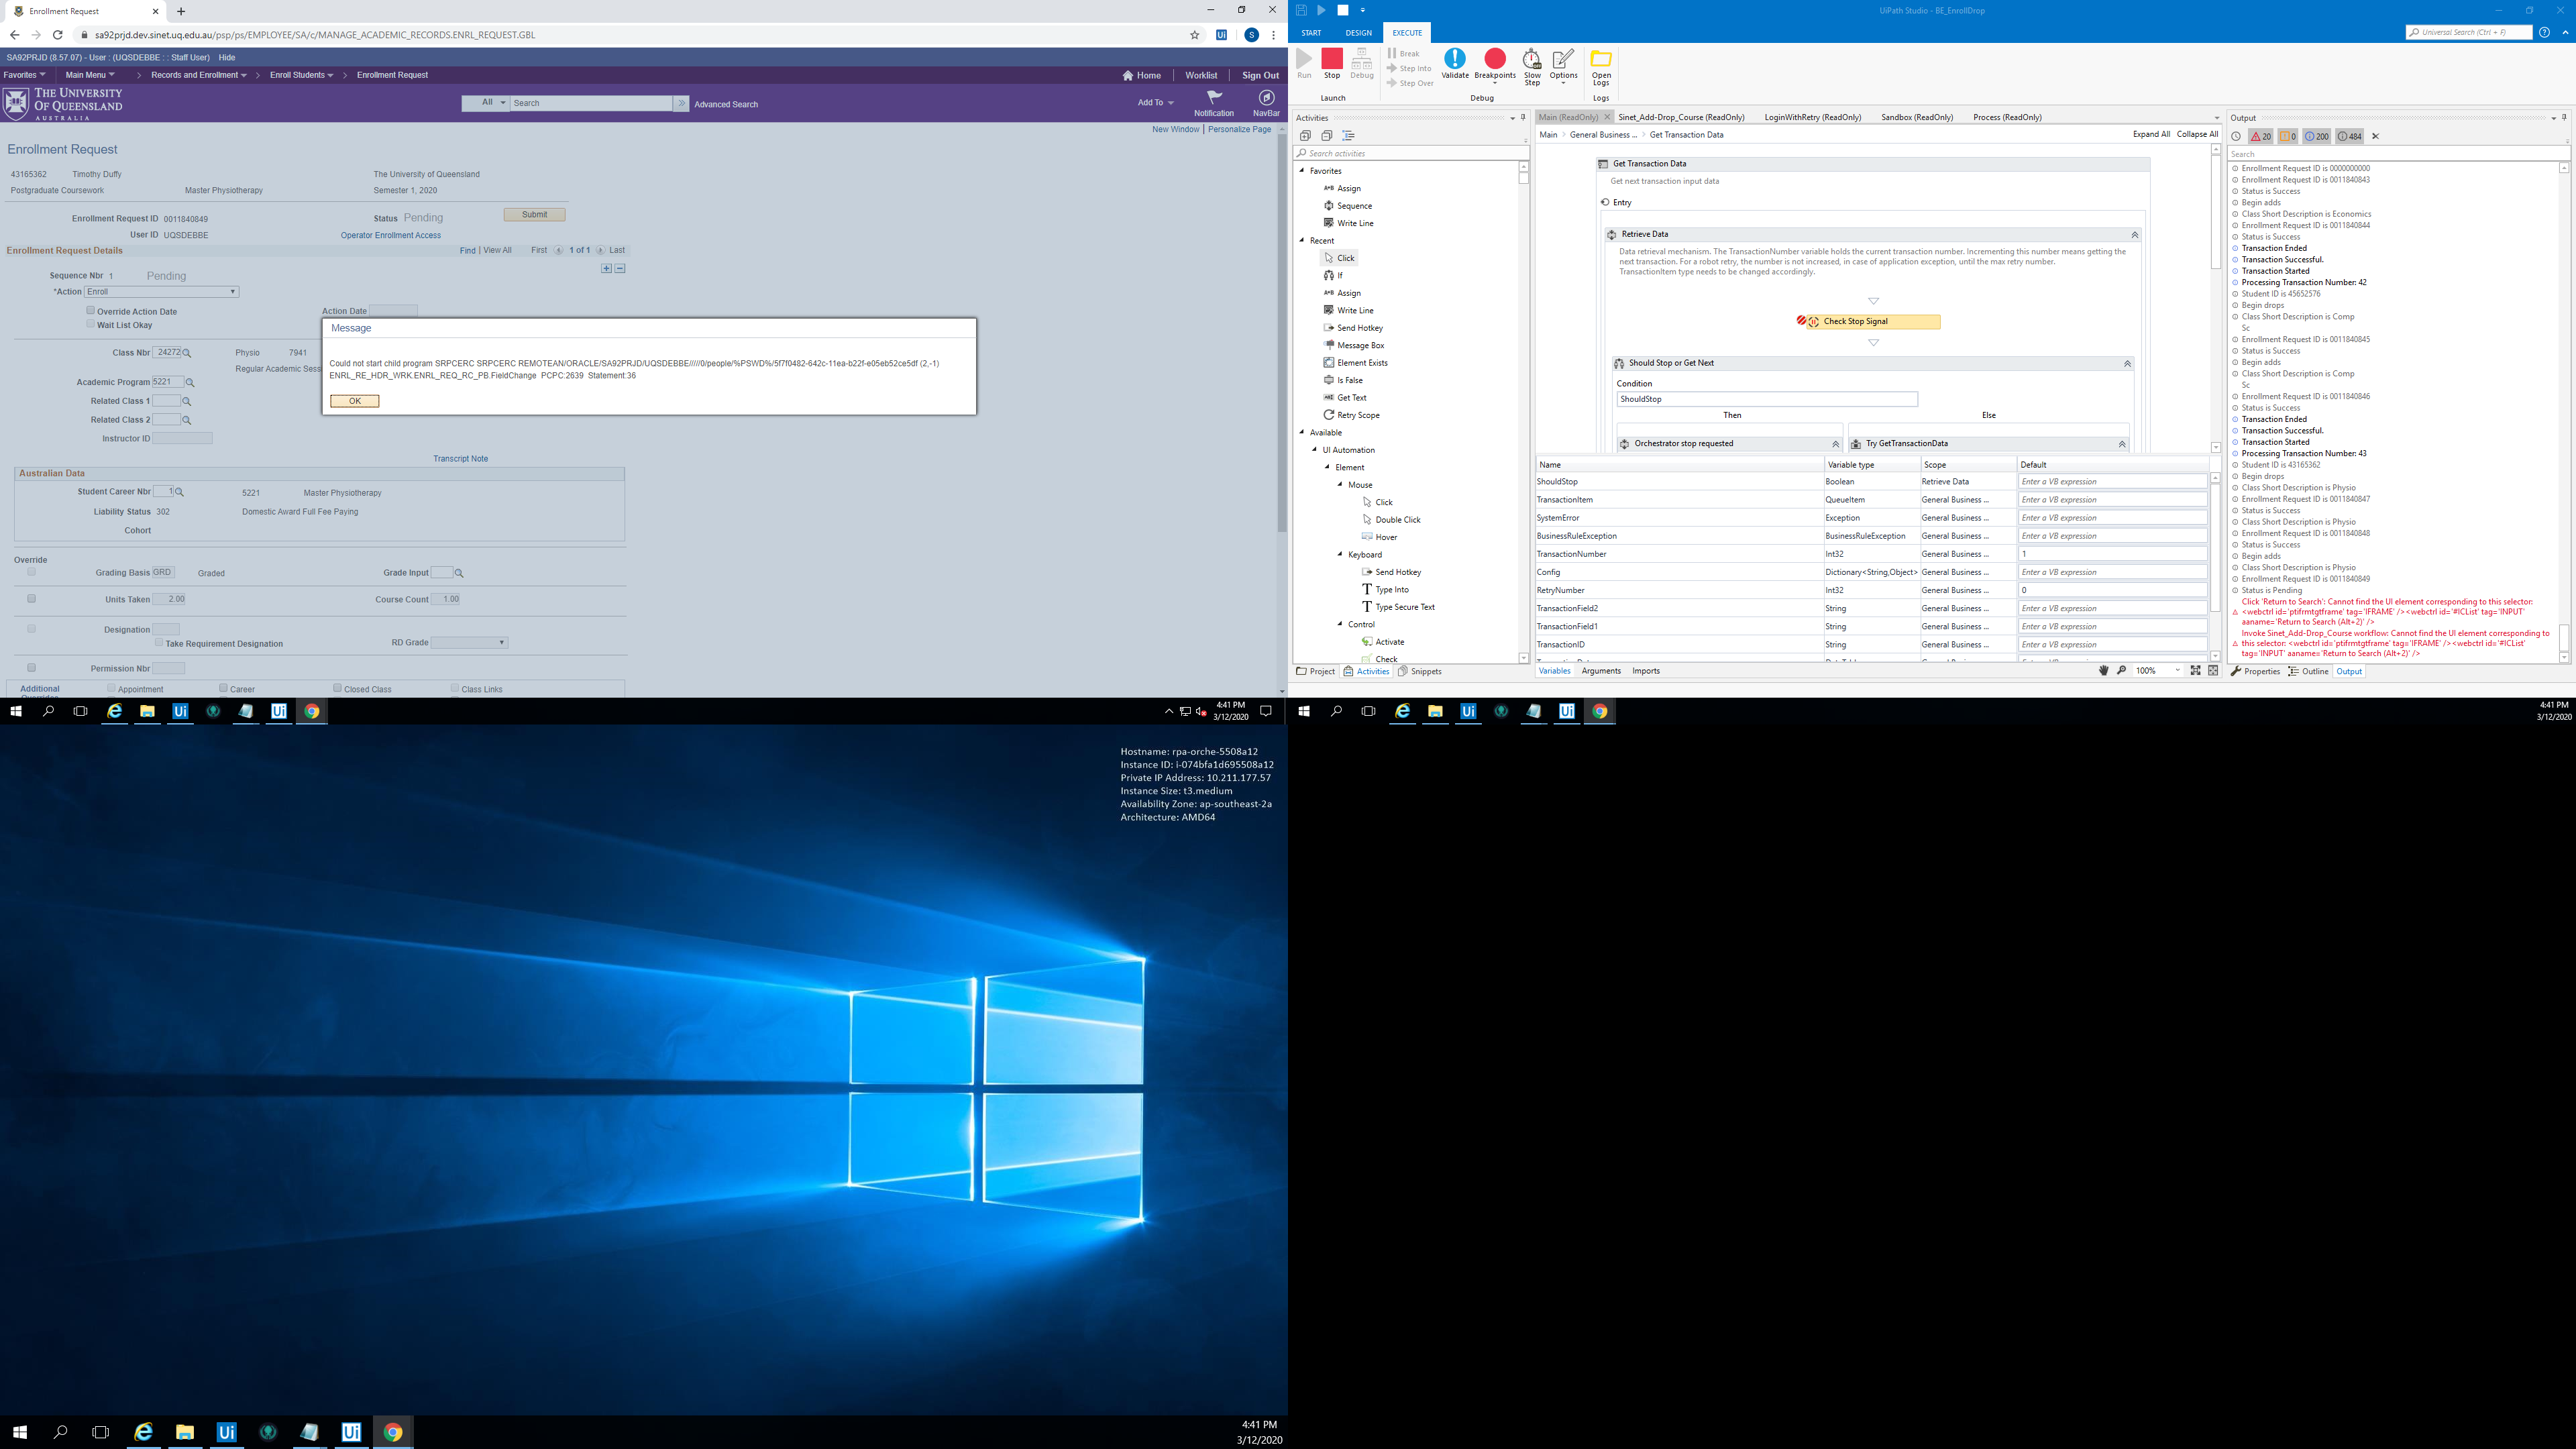 Enrollment Request
sa92prjd.dev.sinet.uq.edu.au/psp/ps/EMPLOYEE/SA/c/MANAGE_ACADEMIC_RECORDS.ENRL_REQUEST.GBL
SA92PRJD (8.57.07) - User : (UQSDEBBE : : Staff User) Hide
Favorites Main Menu > Records and Enrollment > Enroll Students > Enrollment Request
Home Worklist Sign Out
THE UNIVERSITY
OF QUEENSLAND
AUSTRALIA
All Search Advanced Search
Add To Notification NavBar
New Window | Personalize Page
Enrollment Request
43165362 Timothy Duffy The University of Queensland
Postgraduate Coursework Master Physiotherapy Semester 1, 2020
Enrollment Request ID 0011840849 Status Pending Submit
User ID UQSDEBBE Operator Enrollment Access
Enrollment Request Details Find | View All First 1 of 1 Last
Sequence Nbr 1 Pending
*Action Enroll
Override Action Date Action Date
Wait List Okay
Class Nbr 24272 Physio 7941
Regular Academic Sess
Academic Program 5221
Related Class 1
Related Class 2
Instructor ID
Message
Could not start child program SRPCERC SRPCERC REMOTEAN/ORACLE/SA92PRJD/UQSDEBBE/////0/people/%PSWD%/5f7f0482-642c-11ea-b22f-e05eb52ce5df (2,-1)
ENRL_RE_HDR_WRK.ENRL_REQ_RC_PB.FieldChange PCPC:2639 Statement:36
OK
Transcript Note
Australian Data
Student Career Nbr 1 5221 Master Physiotherapy
Liability Status 302 Domestic Award Full Fee Paying
Cohort
Override
Grading Basis GRD Graded Grade Input
Units Taken 2.00 Course Count 1.00
Designation
Take Requirement Designation RD Grade
Permission Nbr
Additional Appointment Career Closed Class Class Links
4:41 PM
3/12/2020
UiPath Studio - BE_EnrollDrop
START DESIGN EXECUTE
Universal Search (Ctrl + F)
Run Stop Debug
Break
Step Into
Step Over
Validate Breakpoints Slow Step Options Open Logs
Launch Debug Logs
Activities
Search activities
Favorites
Assign
Sequence
Write Line
Recent
Click
If
Assign
Write Line
Send Hotkey
Message Box
Element Exists
Is False
Get Text
Retry Scope
Available
UI Automation
Element
Mouse
Click
Double Click
Hover
Keyboard
Send Hotkey
Type Into
Type Secure Text
Control
Activate
Check
Project Activities Snippets
Main (ReadOnly) Sinet_Add-Drop_Course (ReadOnly) LoginWithRetry (ReadOnly) Sandbox (ReadOnly) Process (ReadOnly)
Main > General Business ... > Get Transaction Data Expand All Collapse All
Get Transaction Data
Get next transaction input data
Entry
Retrieve Data
Data retrieval mechanism. The TransactionNumber variable holds the current transaction number. Incrementing this number means getting the
next transaction. For a robot retry, the number is not increased, in case of application exception, until the max retry number.
TransactionItem type needs to be changed accordingly.
Check Stop Signal
Should Stop or Get Next
Condition
ShouldStop
Then Else
Orchestrator stop requested Try GetTransactionData
Name Variable type Scope Default
ShouldStop Boolean Retrieve Data Enter a VB expression
TransactionItem QueueItem General Business ... Enter a VB expression
SystemError Exception General Business ... Enter a VB expression
BusinessRuleException BusinessRuleException General Business ... Enter a VB expression
TransactionNumber Int32 General Business ... 1
Config Dictionary<String,Object> General Business ... Enter a VB expression
RetryNumber Int32 General Business ... 0
TransactionField2 String General Business ... Enter a VB expression
TransactionField1 String General Business ... Enter a VB expression
TransactionID String General Business ... Enter a VB expression
Variables Arguments Imports 100%
Output
20 0 200 484
Search
Enrollment Request ID is 0000000000
Enrollment Request ID is 0011840843
Status is Success
Begin adds
Class Short Description is Economics
Enrollment Request ID is 0011840844
Status is Success
Transaction Ended
Transaction Successful.
Transaction Started
Processing Transaction Number: 42
Student ID is 45652576
Begin drops
Class Short Description is Comp
Sc
Enrollment Request ID is 0011840845
Status is Success
Begin adds
Class Short Description is Comp
Sc
Enrollment Request ID is 0011840846
Status is Success
Transaction Ended
Transaction Successful.
Transaction Started
Processing Transaction Number: 43
Student ID is 43165362
Begin drops
Class Short Description is Physio
Enrollment Request ID is 0011840847
Status is Success
Class Short Description is Physio
Enrollment Request ID is 0011840848
Status is Success
Begin adds
Class Short Description is Physio
Enrollment Request ID is 0011840849
Status is Pending
Click 'Return to Search': Cannot find the UI element corresponding to this selector:
<webctrl id='ptifrmtgtframe' tag='IFRAME' /><webctrl id='#ICList' tag='INPUT'
aaname='Return to Search (Alt+2)' />
Invoke Sinet_Add-Drop_Course workflow: Cannot find the UI element corresponding to
this selector: <webctrl id='ptifrmtgtframe' tag='IFRAME' /><webctrl id='#ICList'
tag='INPUT' aaname='Return to Search (Alt+2)' />
Properties Outline Output
4:41 PM
3/12/2020
Hostname: rpa-orche-5508a12
Instance ID: i-074bfa1d695508a12
Private IP Address: 10.211.177.57
Instance Size: t3.medium
Availability Zone: ap-southeast-2a
Architecture: AMD64
4:41 PM
3/12/2020